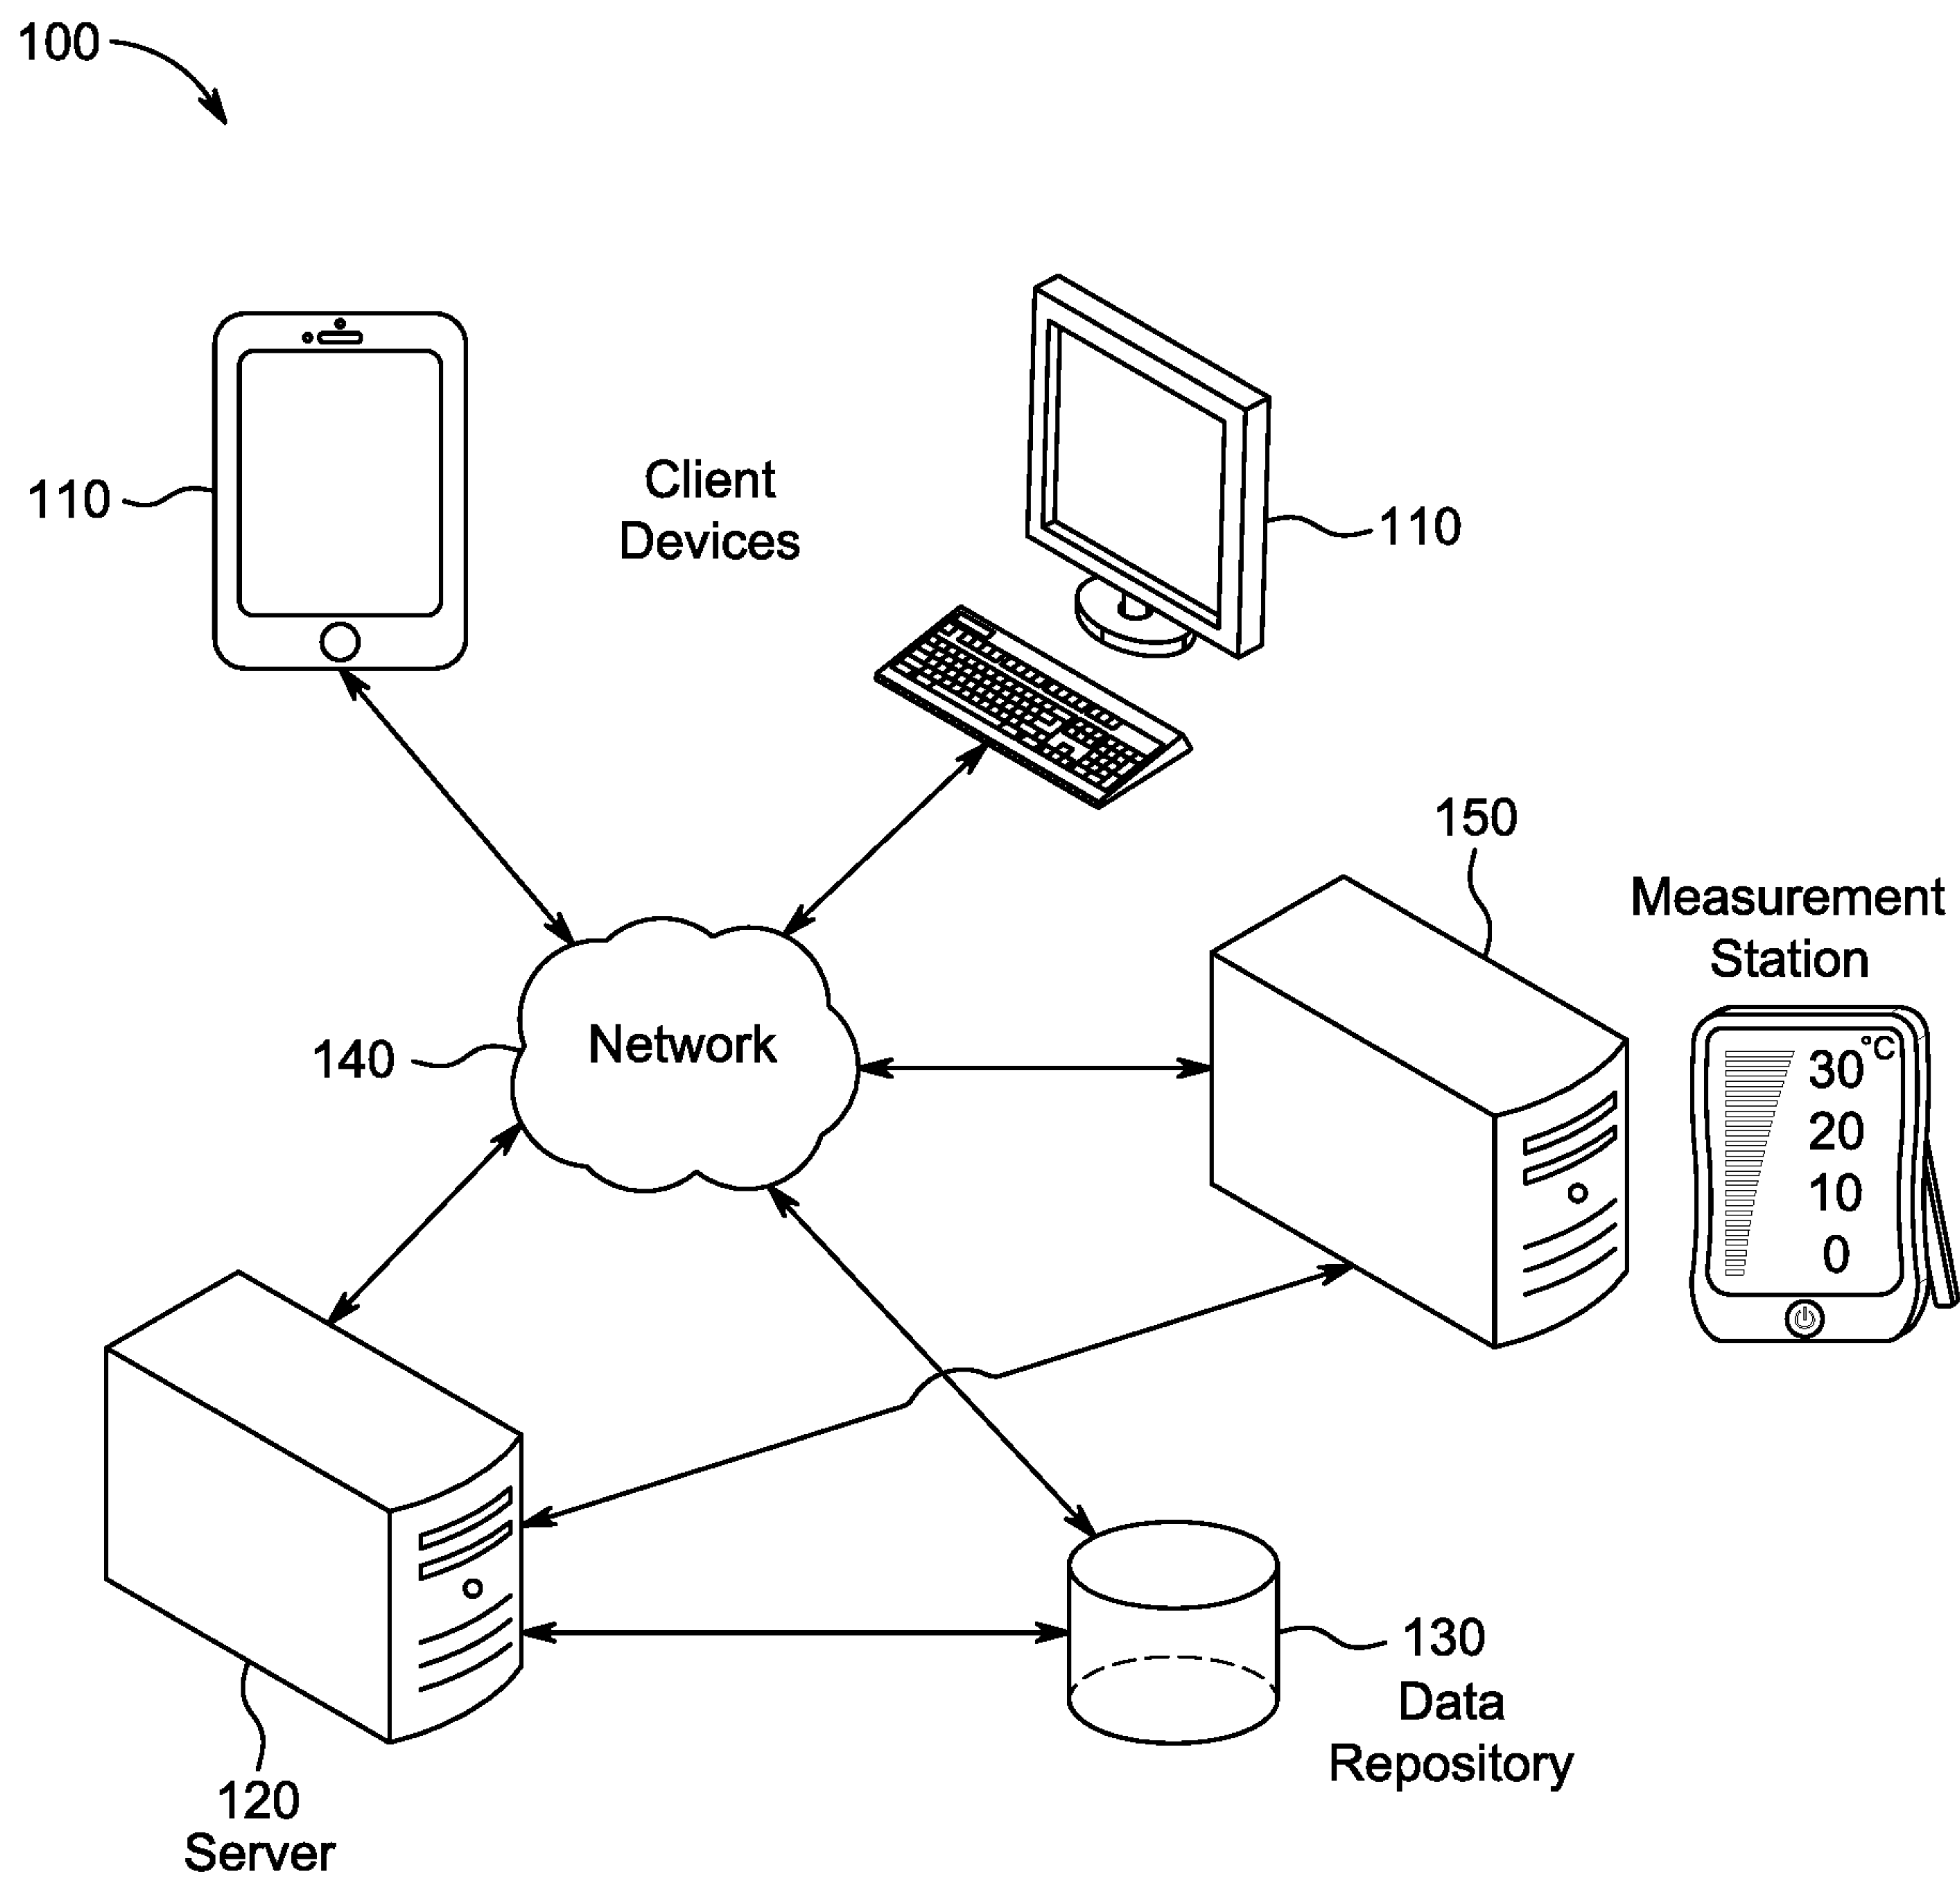 100
110
Client
Devices
110
150
Measurement
Station
140
Network
30°C
20
10
0
130
Data
Repository
120
Server